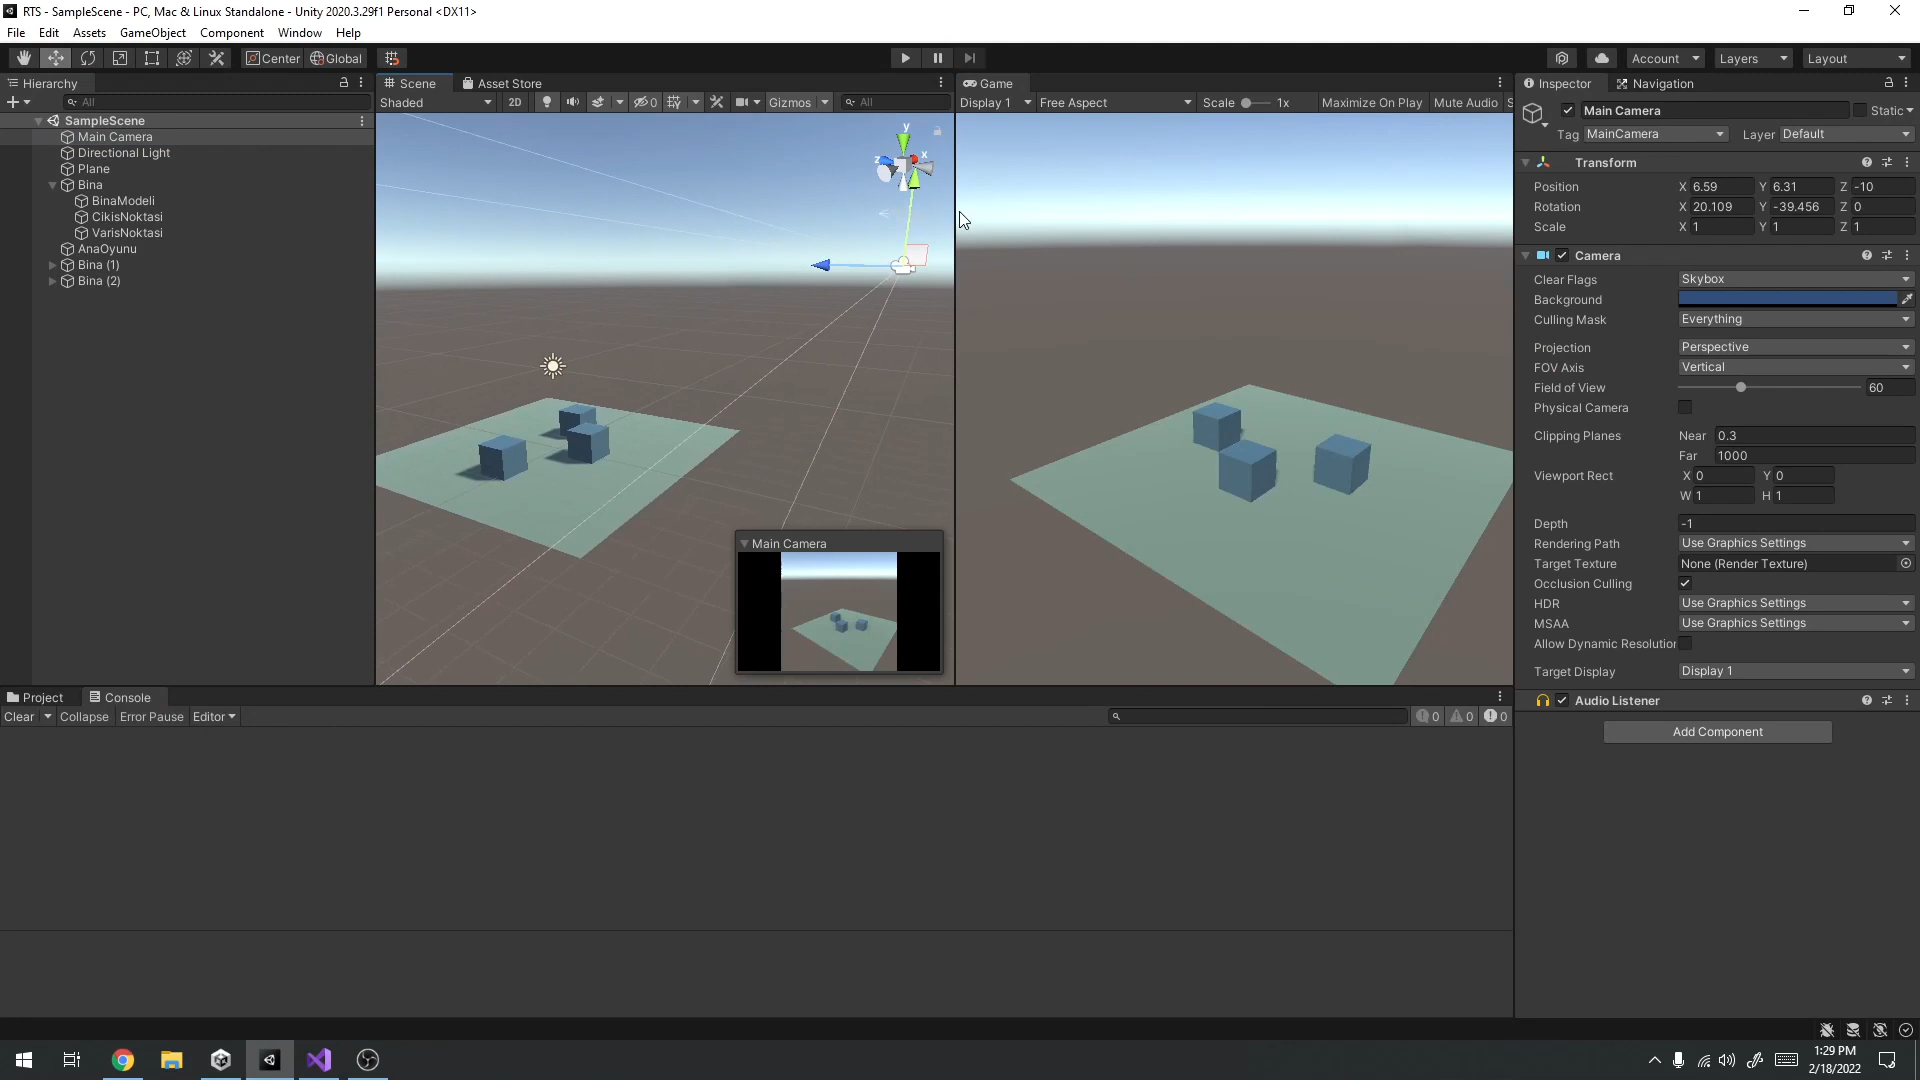 RTS - SampleScene - PC, Mac & Linux Standalone - Unity 2020.3.29f1 Personal <DX11>
File Edit Assets GameObject Component Window Help
Center Global Account Layers Layout
Hierarchy
All
SampleScene
Main Camera
Directional Light
Plane
Bina
BinaModeli
CikisNoktasi
VarisNoktasi
AnaOyunu
Bina (1)
Bina (2)
Scene Asset Store
Shaded 2D 0 Gizmos All
y
x
z
Main Camera
Game
Display 1 Free Aspect Scale 1x Maximize On Play Mute Audio S
Inspector Navigation
Main Camera Static
Tag MainCamera Layer Default
Transform
Position X 6.59 Y 6.31 Z -10
Rotation X 20.109 Y -39.456 Z 0
Scale X 1 Y 1 Z 1
Camera
Clear Flags Skybox
Background
Culling Mask Everything
Projection Perspective
FOV Axis Vertical
Field of View 60
Physical Camera
Clipping Planes Near 0.3
Far 1000
Viewport Rect X 0 Y 0
W 1 H 1
Depth -1
Rendering Path Use Graphics Settings
Target Texture None (Render Texture)
Occlusion Culling
HDR Use Graphics Settings
MSAA Use Graphics Settings
Allow Dynamic Resolution
Target Display Display 1
Audio Listener
Add Component
Project Console
Clear Collapse Error Pause Editor 0 0 0
1:29 PM
2/18/2022